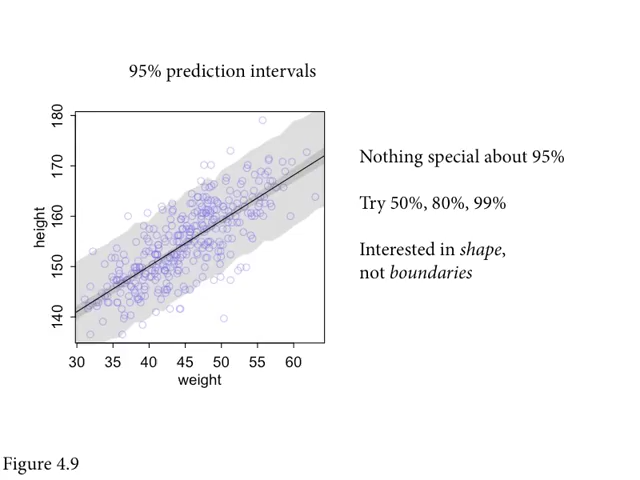 95% prediction intervals
180
170
160
150
140
height
30 35 40 45 50 55 60
weight
Nothing special about 95%
Try 50%, 80%, 99%
Interested in shape,
not boundaries
Figure 4.9